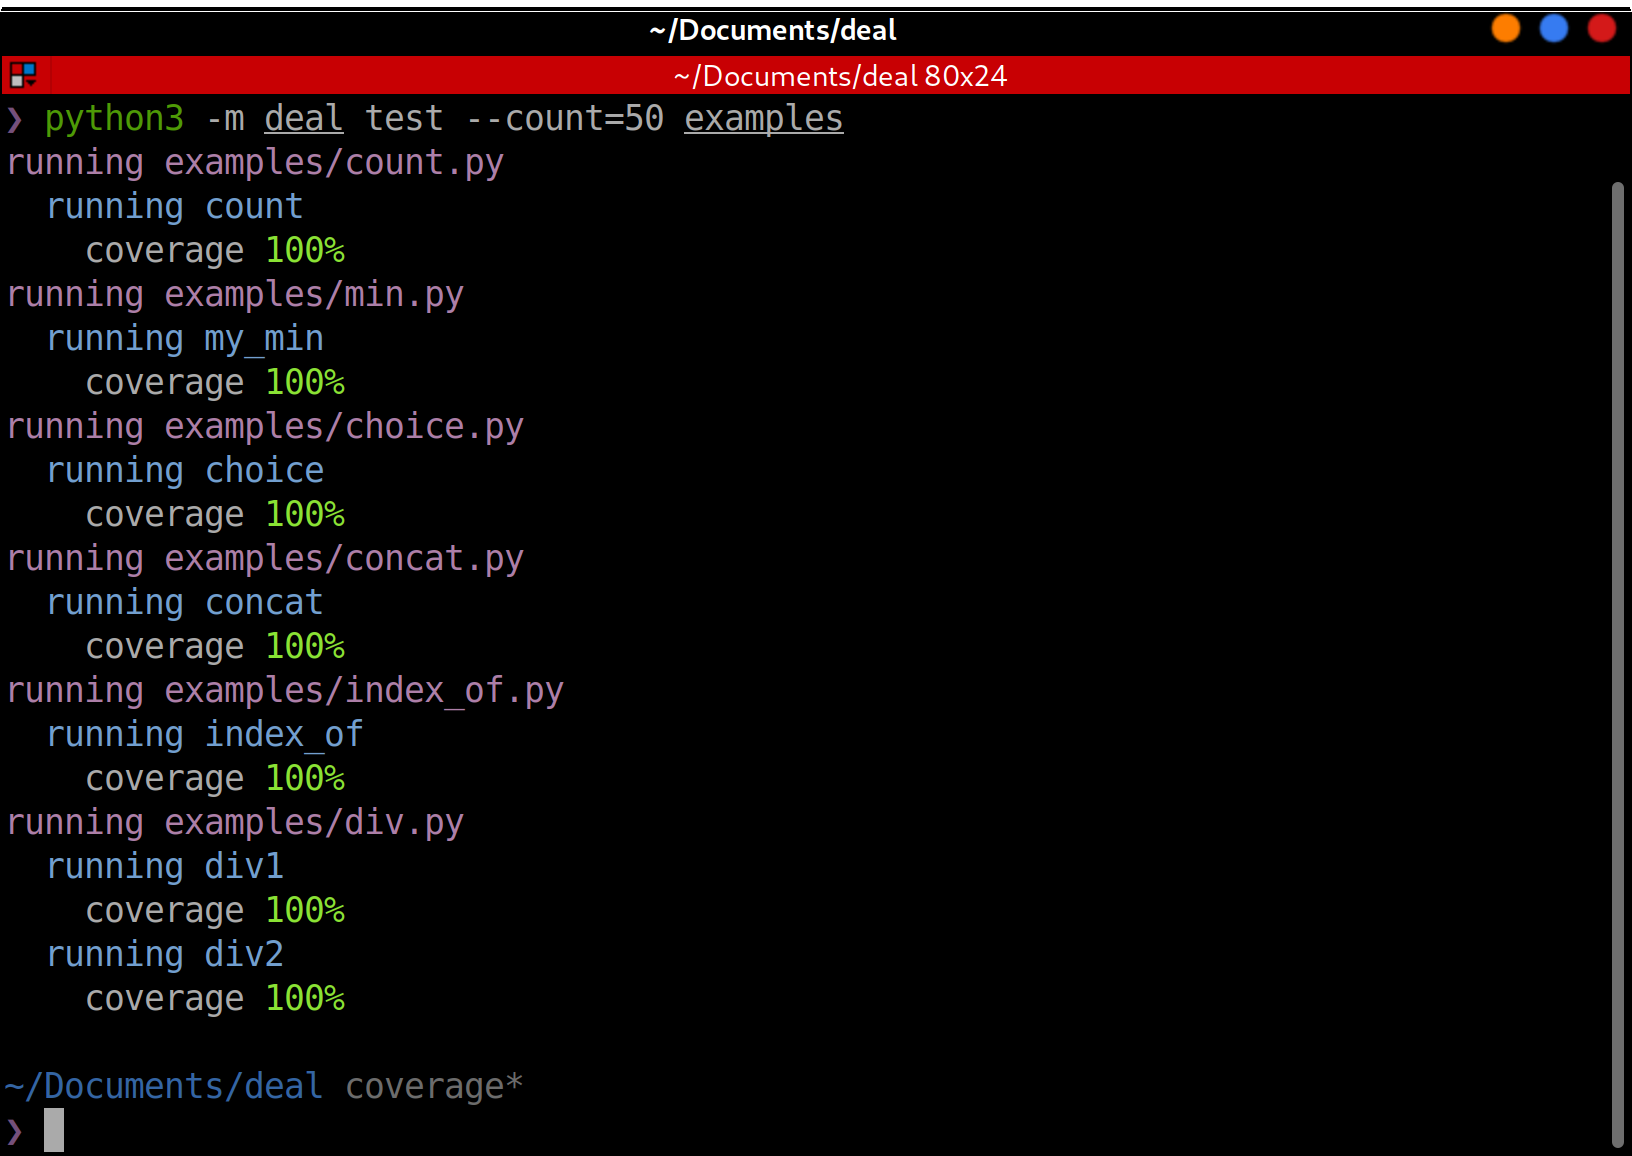 ~/Documents/deal
~/Documents/deal 80x24
❯ python3 -m deal test --count=50 examples
running examples/count.py
running count
coverage 100%
running examples/min.py
running my_min
coverage 100%
running examples/choice.py
running choice
coverage 100%
running examples/concat.py
running concat
coverage 100%
running examples/index_of.py
running index_of
coverage 100%
running examples/div.py
running div1
coverage 100%
running div2
coverage 100%
~/Documents/deal coverage*
❯